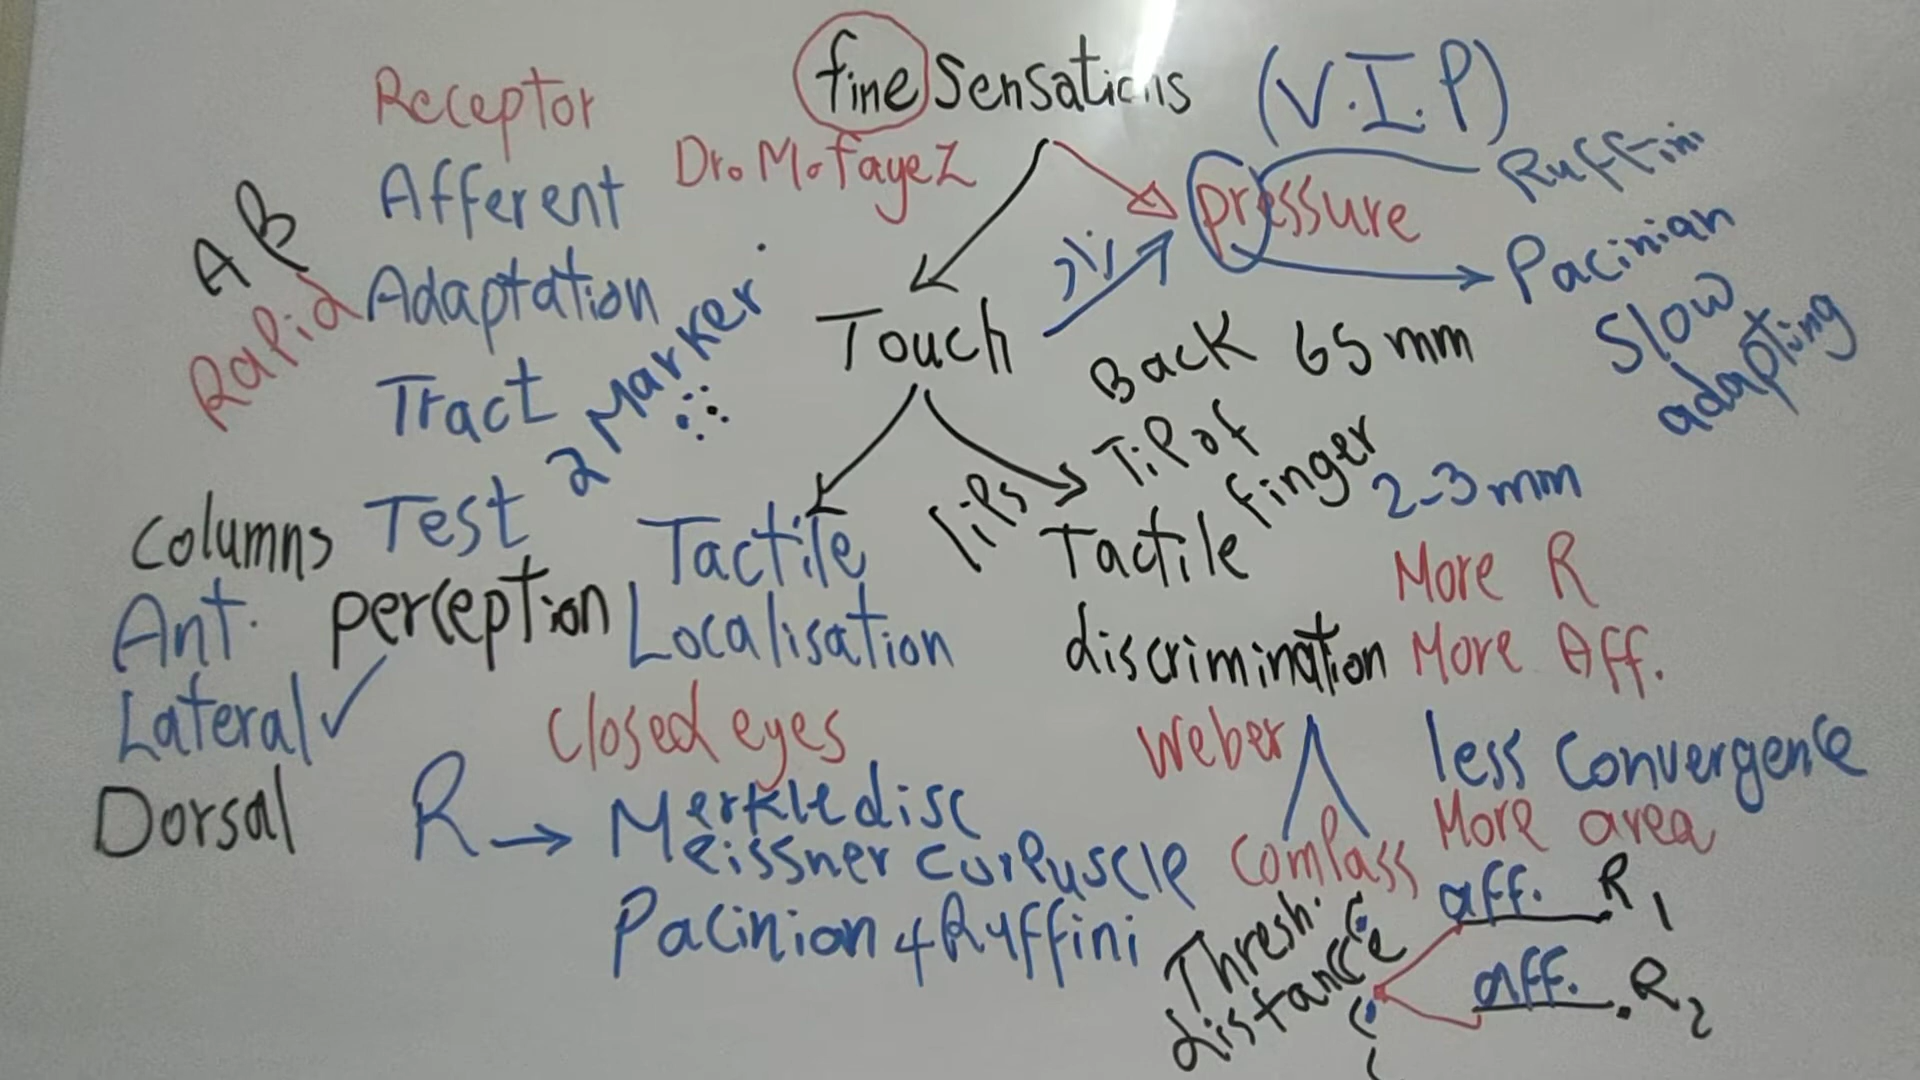 fine Sensations (V.I.P)
Dr. M. fayez
Receptor
Afferent
Aβ
Adaptation
Rapid
Tract
Test
2 Marker
Columns
Ant.
Lateral ✓
Dorsal
perception
pressure
Ruffini
Pacinian
Slow
adapting
Touch
Tactile
Localisation
Closed eyes
R → Merkle disc
Meissner Corpuscle
Pacinion & Ruffini
Back 65 mm
Tip of
finger
lips
2-3 mm
Tactile
discrimination
Weber
Compass
Thresh.
distance
More R
More Aff.
less Convergence
More area
aff. R1
aff. R2